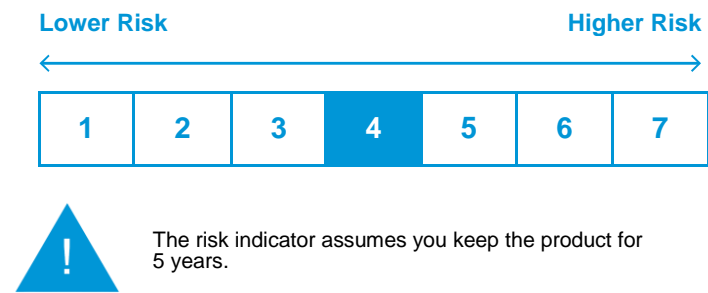 Lower Risk Higher Risk
1 2 3 4 5 6 7
!
The risk indicator assumes you keep the product for
5 years.